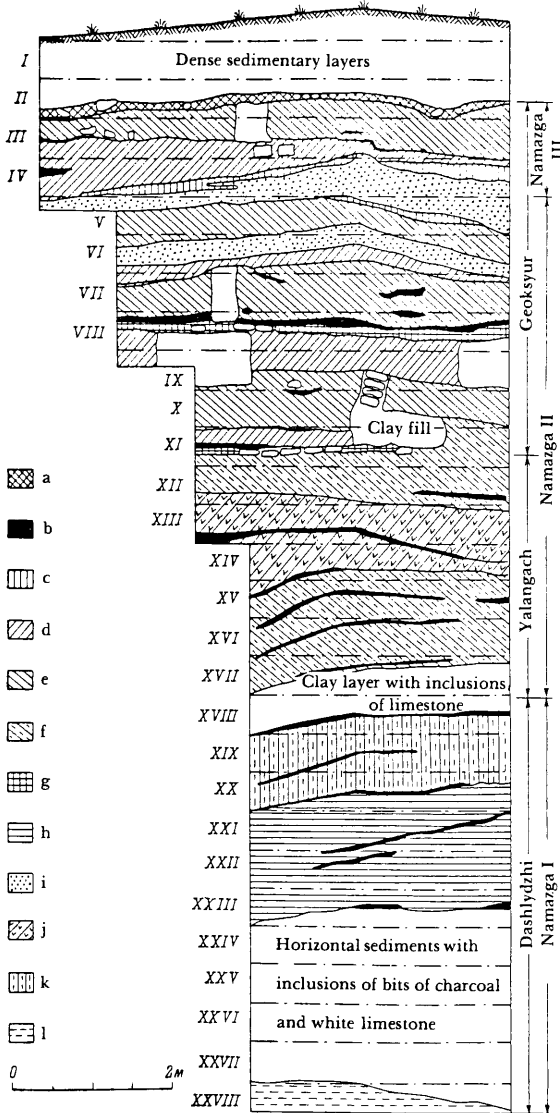 I
Dense sedimentary layers
II
III
IV
V
VI
VII
VIII
IX
X
Clay fill
XI
XII
XIII
XIV
XV
XVI
XVII
Clay layer with inclusions
of limestone
XVIII
XIX
XX
XXI
XXII
XXIII
XXIV
Horizontal sediments with
XXV
inclusions of bits of charcoal
XXVI
and white limestone
XXVII
XXVIII
a
b
c
d
e
f
g
h
i
j
k
l
0
2м
Namazga
III
Geoksyur
Namazga II
Yalangach
Dashlydzhi
Namazga I